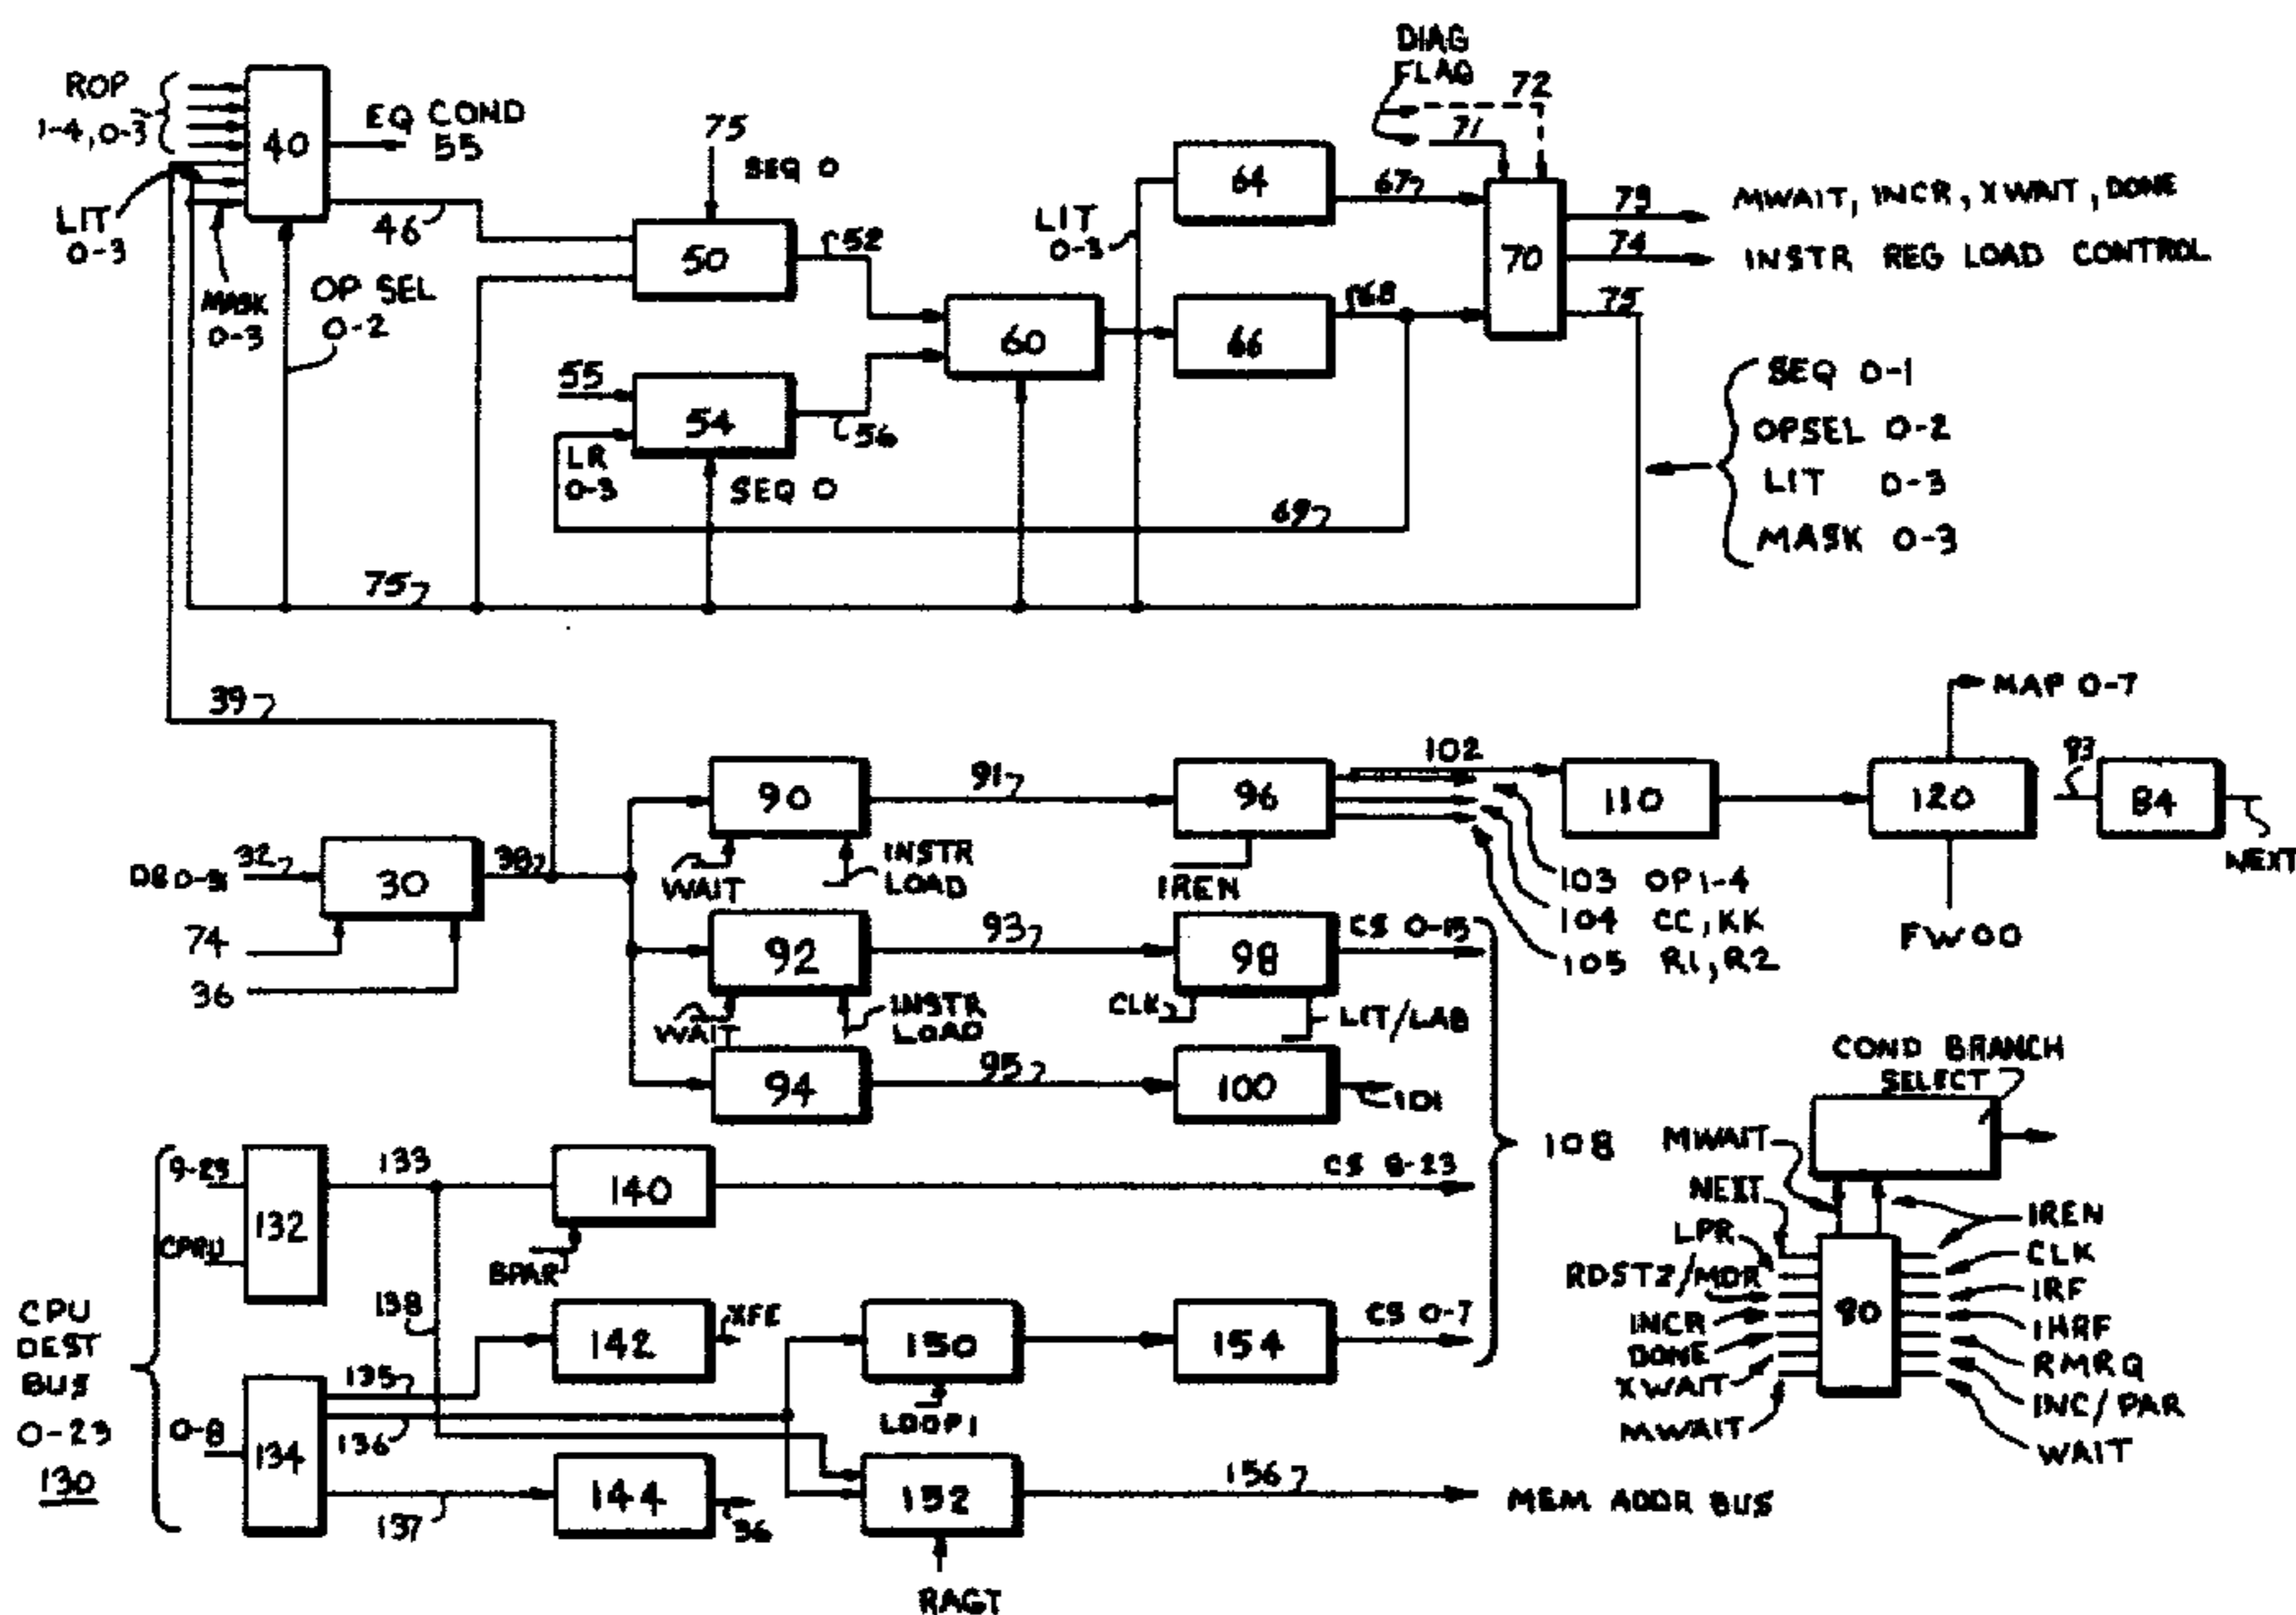 DIAG
FLAG
72
71
ROP
1-4, 0-3
40
EQ COND
55
LIT
0-3
MASK
0-3
OP SEL
0-2
46
75
SEQ 0
50
52
55
54
56
LR
0-3
SEQ 0
60
LIT
0-3
64
67
66
68
69
70
73
MWAIT, INCR, XWAIT, DONE
74
INSTR REG LOAD CONTROL
75
SEQ 0-1
OPSEL 0-2
LIT 0-3
MASK 0-3
75
39
DB 0-31
32
30
38
74
36
90
WAIT
INSTR
LOAD
91
96
IREN
102
110
120
MAP 0-7
FW00
83
84
NEXT
103 OP1-4
104 CC, KK
105 R1, R2
92
WAIT
INSTR
LOAD
93
98
CLK
LIT/LAB
CS 0-15
94
95
100
101
108
CPU
DEST
BUS
0-23
130
9-23
132
133
138
140
BPAR
CS 8-23
0-8
134
135
136
137
142
XFE
144
36
150
LOOP1
154
CS 0-7
152
RAGT
156
MEM ADDR BUS
COND BRANCH
SELECT
MWAIT
NEXT
LPR
RDST2/MDR
INCR
DONE
XWAIT
MWAIT
80
IREN
CLK
IRF
IHRF
RMRQ
INC/PAR
WAIT